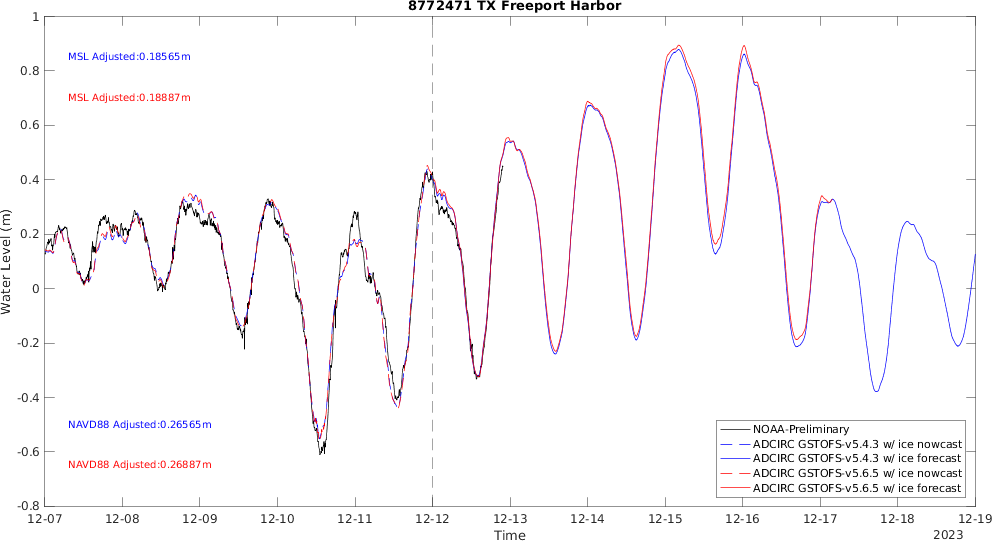 8772471 TX Freeport Harbor
MSL Adjusted:0.18565m
MSL Adjusted:0.18887m
NAVD88 Adjusted:0.26565m
NAVD88 Adjusted:0.26887m
Water Level (m)
1
0.8
0.6
0.4
0.2
0
-0.2
-0.4
-0.6
-0.8
NOAA-Preliminary
ADCIRC GSTOFS-v5.4.3 w/ ice nowcast
ADCIRC GSTOFS-v5.4.3 w/ ice forecast
ADCIRC GSTOFS-v5.6.5 w/ ice nowcast
ADCIRC GSTOFS-v5.6.5 w/ ice forecast
12-07 12-08 12-09 12-10 12-11 12-12 12-13 12-14 12-15 12-16 12-17 12-18 12-19
Time
2023